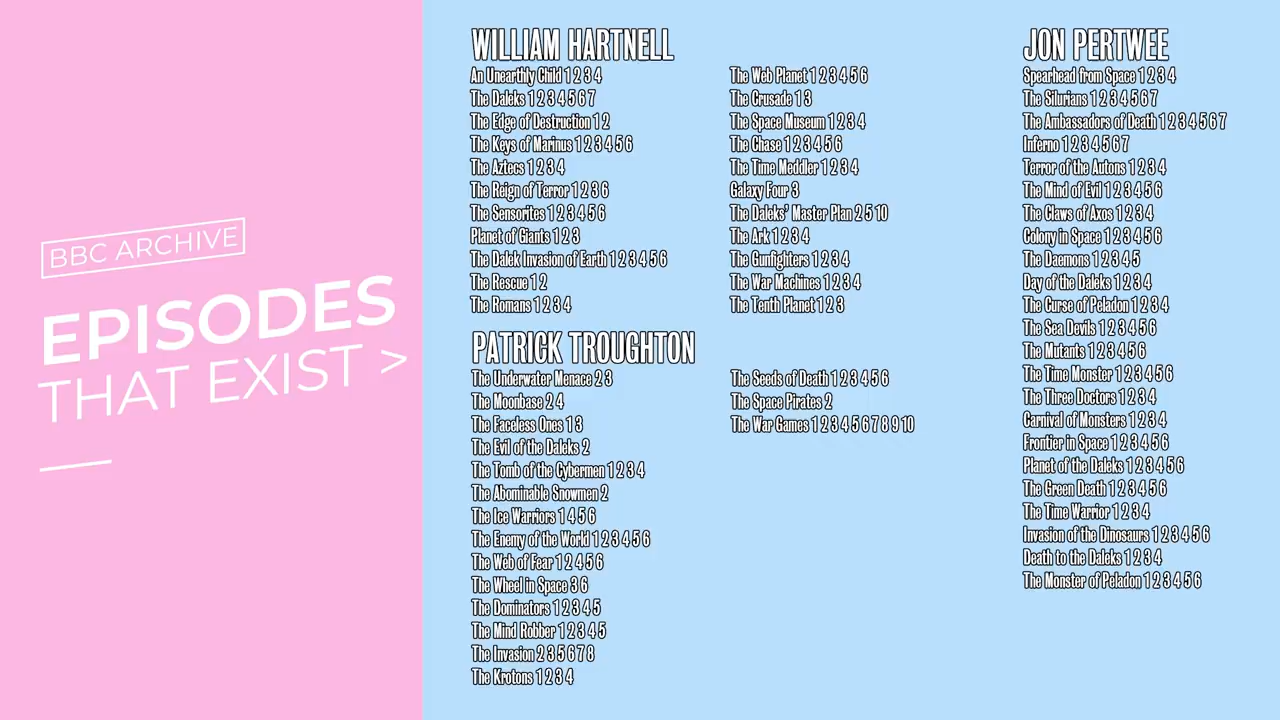 BBC ARCHIVE
EPISODES
THAT EXIST >
WILLIAM HARTNELL
An Unearthly Child 1 2 3 4
The Daleks 1 2 3 4 5 6 7
The Edge of Destruction 1 2
The Keys of Marinus 1 2 3 4 5 6
The Aztecs 1 2 3 4
The Reign of Terror 1 2 3 6
The Sensorites 1 2 3 4 5 6
Planet of Giants 1 2 3
The Dalek Invasion of Earth 1 2 3 4 5 6
The Rescue 1 2
The Romans 1 2 3 4
The Web Planet 1 2 3 4 5 6
The Crusade 1 3
The Space Museum 1 2 3 4
The Chase 1 2 3 4 5 6
The Time Meddler 1 2 3 4
Galaxy Four 3
The Daleks' Master Plan 2 5 10
The Ark 1 2 3 4
The Gunfighters 1 2 3 4
The War Machines 1 2 3 4
The Tenth Planet 1 2 3
PATRICK TROUGHTON
The Underwater Menace 2 3
The Moonbase 2 4
The Faceless Ones 1 3
The Evil of the Daleks 2
The Tomb of the Cybermen 1 2 3 4
The Abominable Snowmen 2
The Ice Warriors 1 4 5 6
The Enemy of the World 1 2 3 4 5 6
The Web of Fear 1 2 4 5 6
The Wheel in Space 3 6
The Dominators 1 2 3 4 5
The Mind Robber 1 2 3 4 5
The Invasion 2 3 5 6 7 8
The Krotons 1 2 3 4
The Seeds of Death 1 2 3 4 5 6
The Space Pirates 2
The War Games 1 2 3 4 5 6 7 8 9 10
JON PERTWEE
Spearhead from Space 1 2 3 4
The Silurians 1 2 3 4 5 6 7
The Ambassadors of Death 1 2 3 4 5 6 7
Inferno 1 2 3 4 5 6 7
Terror of the Autons 1 2 3 4
The Mind of Evil 1 2 3 4 5 6
The Claws of Axos 1 2 3 4
Colony in Space 1 2 3 4 5 6
The Daemons 1 2 3 4 5
Day of the Daleks 1 2 3 4
The Curse of Peladon 1 2 3 4
The Sea Devils 1 2 3 4 5 6
The Mutants 1 2 3 4 5 6
The Time Monster 1 2 3 4 5 6
The Three Doctors 1 2 3 4
Carnival of Monsters 1 2 3 4
Frontier in Space 1 2 3 4 5 6
Planet of the Daleks 1 2 3 4 5 6
The Green Death 1 2 3 4 5 6
The Time Warrior 1 2 3 4
Invasion of the Dinosaurs 1 2 3 4 5 6
Death to the Daleks 1 2 3 4
The Monster of Peladon 1 2 3 4 5 6